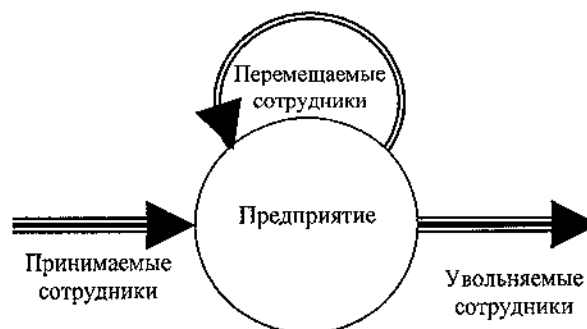 Перемещаемые
сотрудники
Предприятие
Принимаемые
сотрудники
Увольняемые
сотрудники